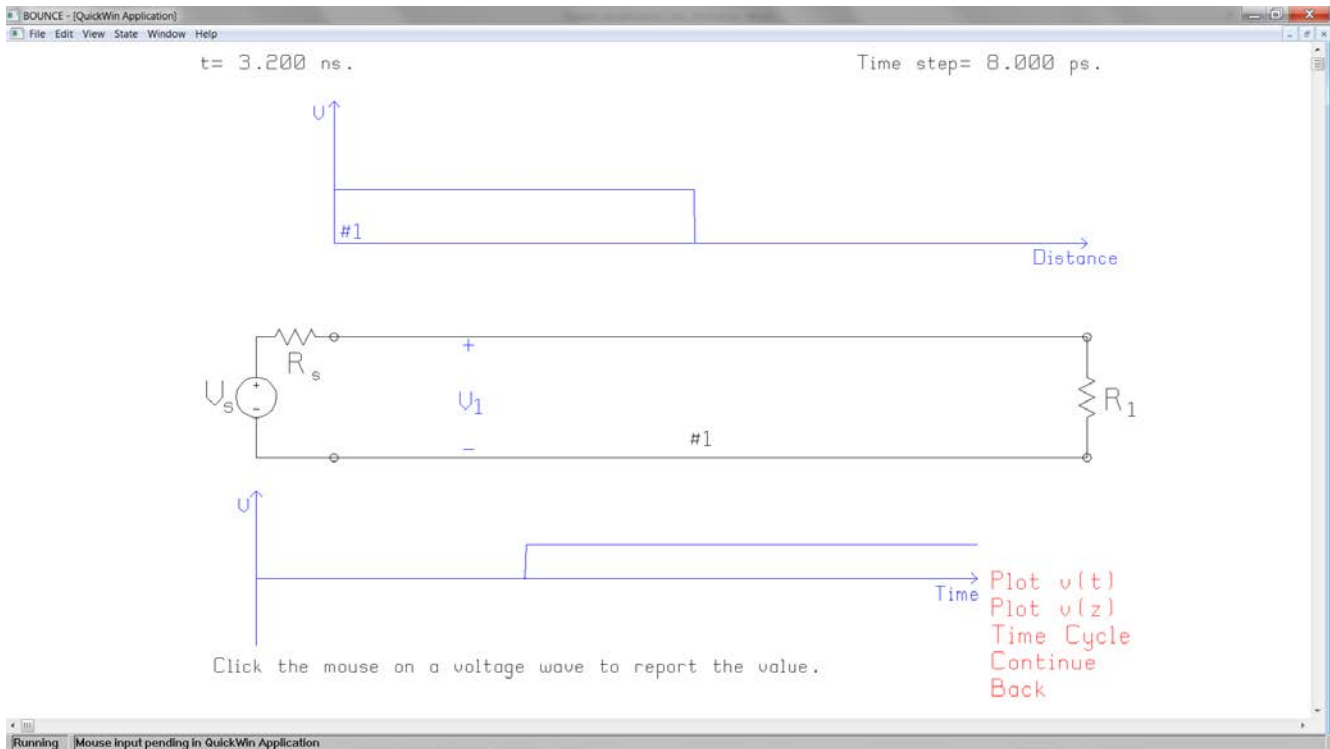 BOUNCE - [QuickWin Application]
File Edit View State Window Help
t= 3.200 ns.
Time step= 8.000 ps.
V
#1
Distance
Rs
Vs
+
-
+
V1
-
#1
R1
V
Time
Plot v(t)
Plot v(z)
Time Cycle
Continue
Back
Click the mouse on a voltage wave to report the value.
Running Mouse input pending in QuickWin Application